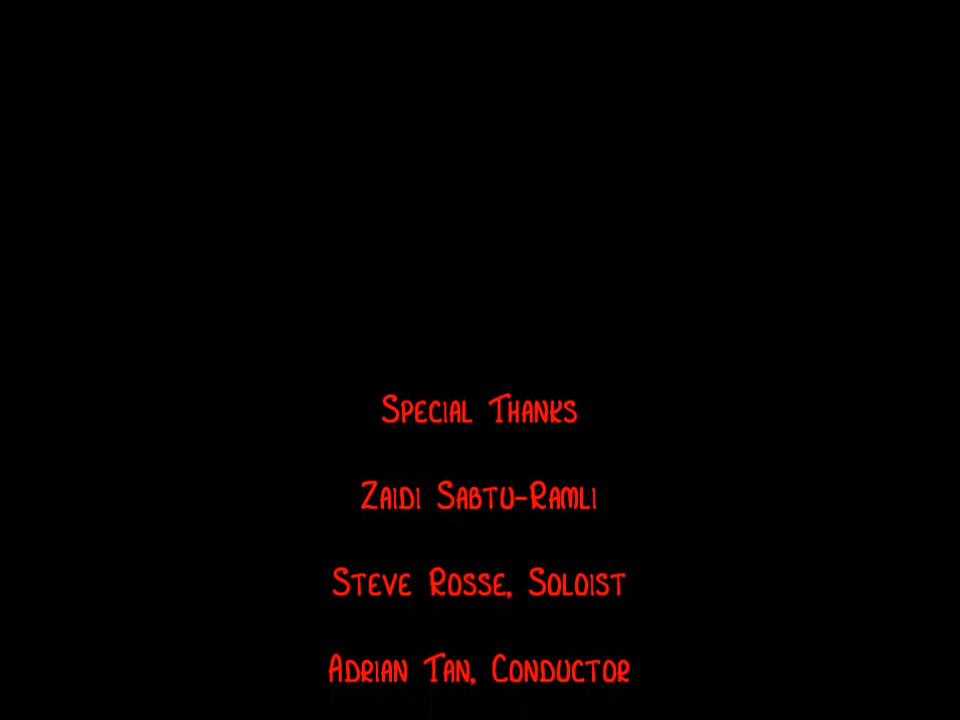 Special Thanks
Zaidi Sabtu-Ramli
Steve Rosse, Soloist
Adrian Tan, Conductor